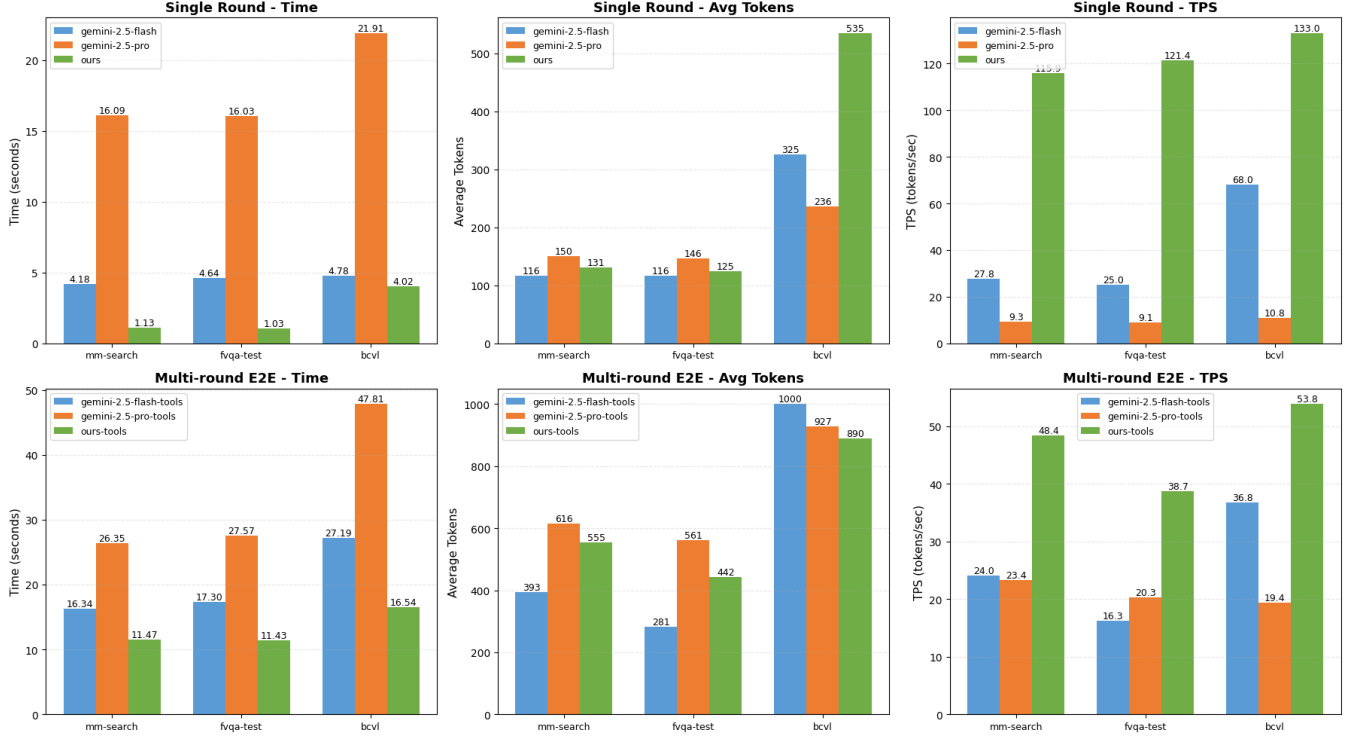 Single Round - Time
gemini-2.5-flash
gemini-2.5-pro
ours
Time (seconds)
20
15
10
5
0
4.18
16.09
1.13
4.64
16.03
1.03
4.78
21.91
4.02
mm-search
fvqa-test
bcvl
Single Round - Avg Tokens
gemini-2.5-flash
gemini-2.5-pro
ours
Average Tokens
500
400
300
200
100
0
116
150
131
116
146
125
325
236
535
mm-search
fvqa-test
bcvl
Single Round - TPS
gemini-2.5-flash
gemini-2.5-pro
ours
TPS (tokens/sec)
120
100
80
60
40
20
0
27.8
9.3
115.9
25.0
9.1
121.4
68.0
10.8
133.0
mm-search
fvqa-test
bcvl
Multi-round E2E - Time
gemini-2.5-flash-tools
gemini-2.5-pro-tools
ours-tools
Time (seconds)
50
40
30
20
10
0
16.34
26.35
11.47
17.30
27.57
11.43
27.19
47.81
16.54
mm-search
fvqa-test
bcvl
Multi-round E2E - Avg Tokens
gemini-2.5-flash-tools
gemini-2.5-pro-tools
ours-tools
Average Tokens
1000
800
600
400
200
0
393
616
555
281
561
442
1000
927
890
mm-search
fvqa-test
bcvl
Multi-round E2E - TPS
gemini-2.5-flash-tools
gemini-2.5-pro-tools
ours-tools
TPS (tokens/sec)
50
40
30
20
10
0
24.0
23.4
48.4
16.3
20.3
38.7
36.8
19.4
53.8
mm-search
fvqa-test
bcvl